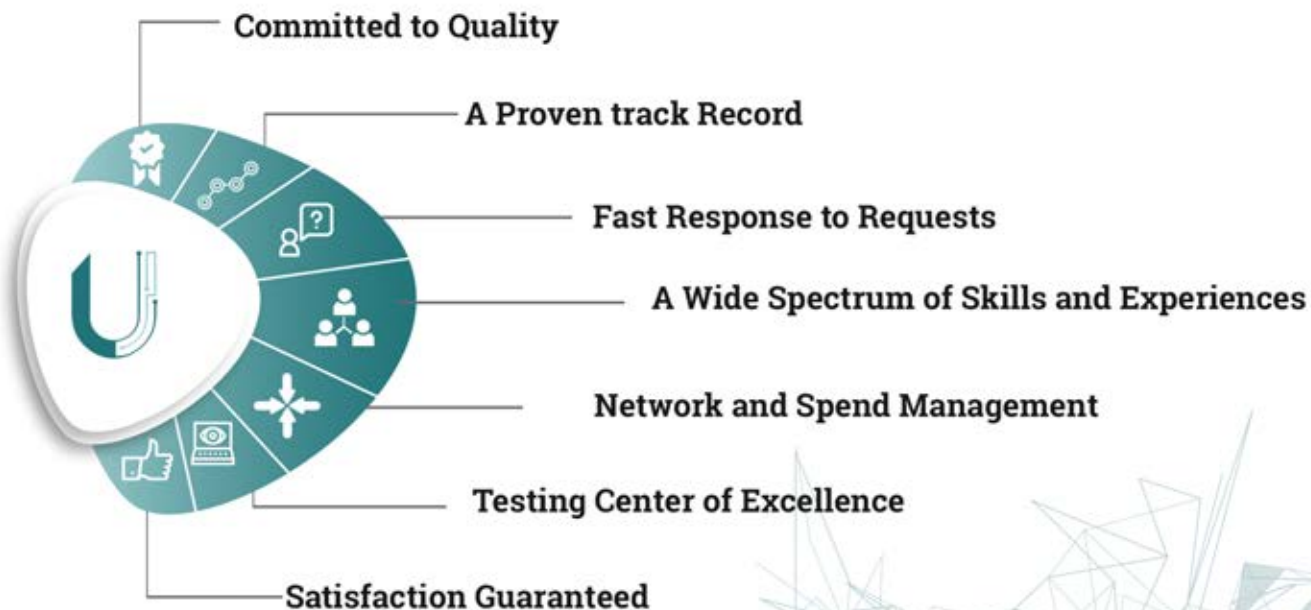 Committed to Quality
A Proven track Record
?
Fast Response to Requests
A Wide Spectrum of Skills and Experiences
U
Network and Spend Management
Testing Center of Excellence
Satisfaction Guaranteed